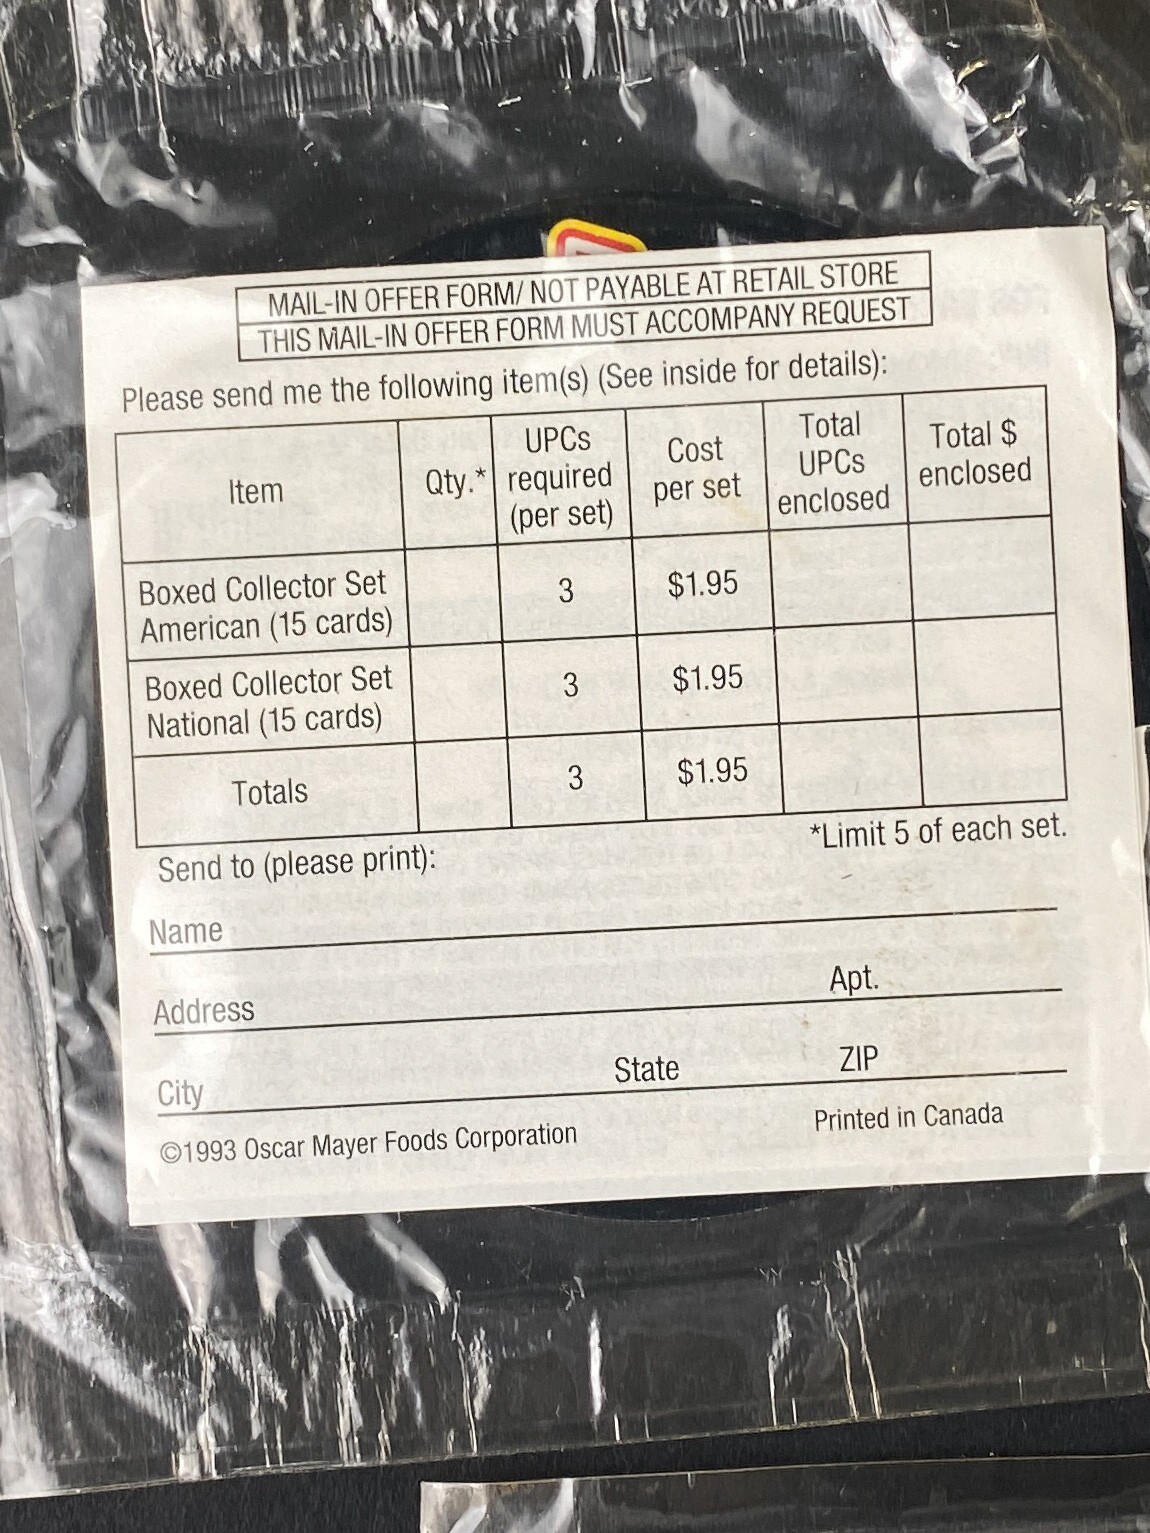 MAIL-IN OFFER FORM/ NOT PAYABLE AT RETAIL STORE
THIS MAIL-IN OFFER FORM MUST ACCOMPANY REQUEST
Please send me the following item(s) (See inside for details):
Item Qty.* UPCs required (per set) Cost per set Total UPCs enclosed Total $ enclosed
Boxed Collector Set American (15 cards) 3 $1.95
Boxed Collector Set National (15 cards) 3 $1.95
Totals 3 $1.95
*Limit 5 of each set.
Send to (please print):
Name
Address Apt.
City State ZIP
©1993 Oscar Mayer Foods Corporation Printed in Canada